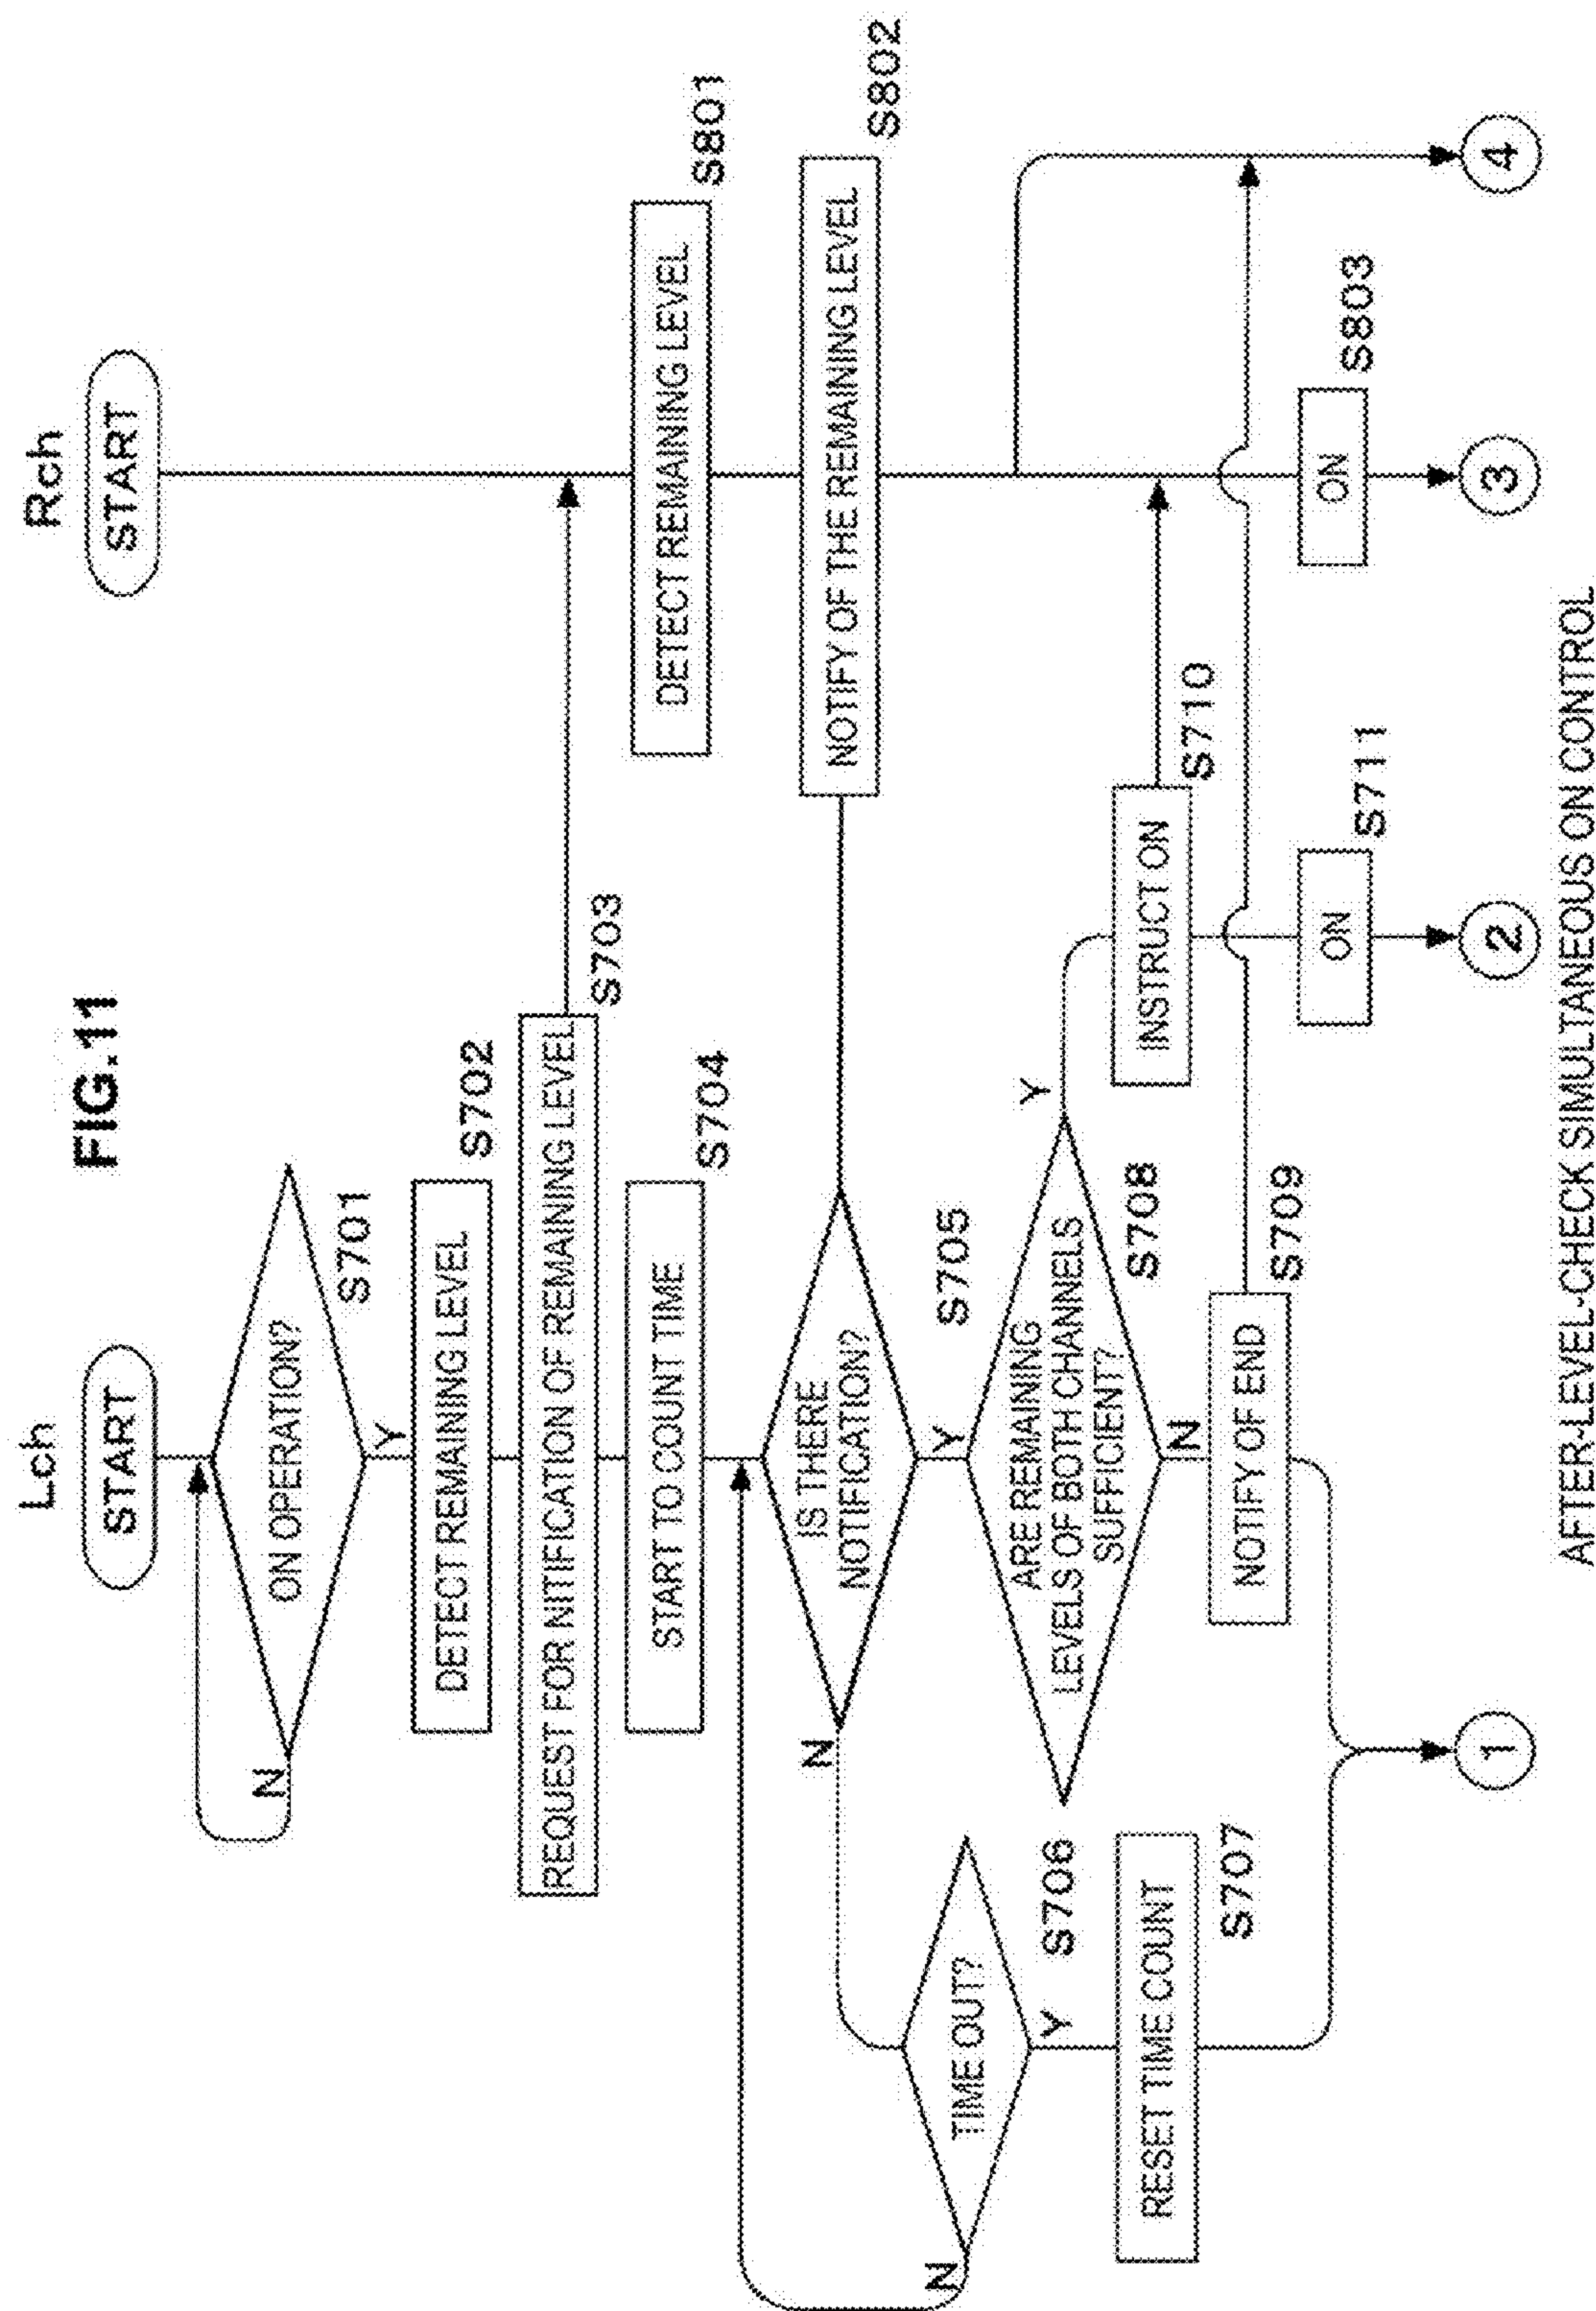 FIG.11
Lch
START
ON OPERATION?
N
S701
Y
DETECT REMAINING LEVEL
S702
REQUEST FOR NITIFICATION OF REMAINING LEVEL
S703
START TO COUNT TIME
S704
IS THERE
NOTIFICATION?
N
S705
Y
TIME OUT?
N
S706
Y
RESET TIME COUNT
S707
ARE REMAINING
LEVELS OF BOTH CHANNELS
SUFFICIENT?
Y
S708
N
NOTIFY OF END
S709
INSTRUCT ON
S710
ON
S711
1
2
Rch
START
DETECT REMAINING LEVEL
S801
NOTIFY OF THE REMAINING LEVEL
S802
ON
S803
3
4
AFTER-LEVEL-CHECK SIMULTANEOUS ON CONTROL